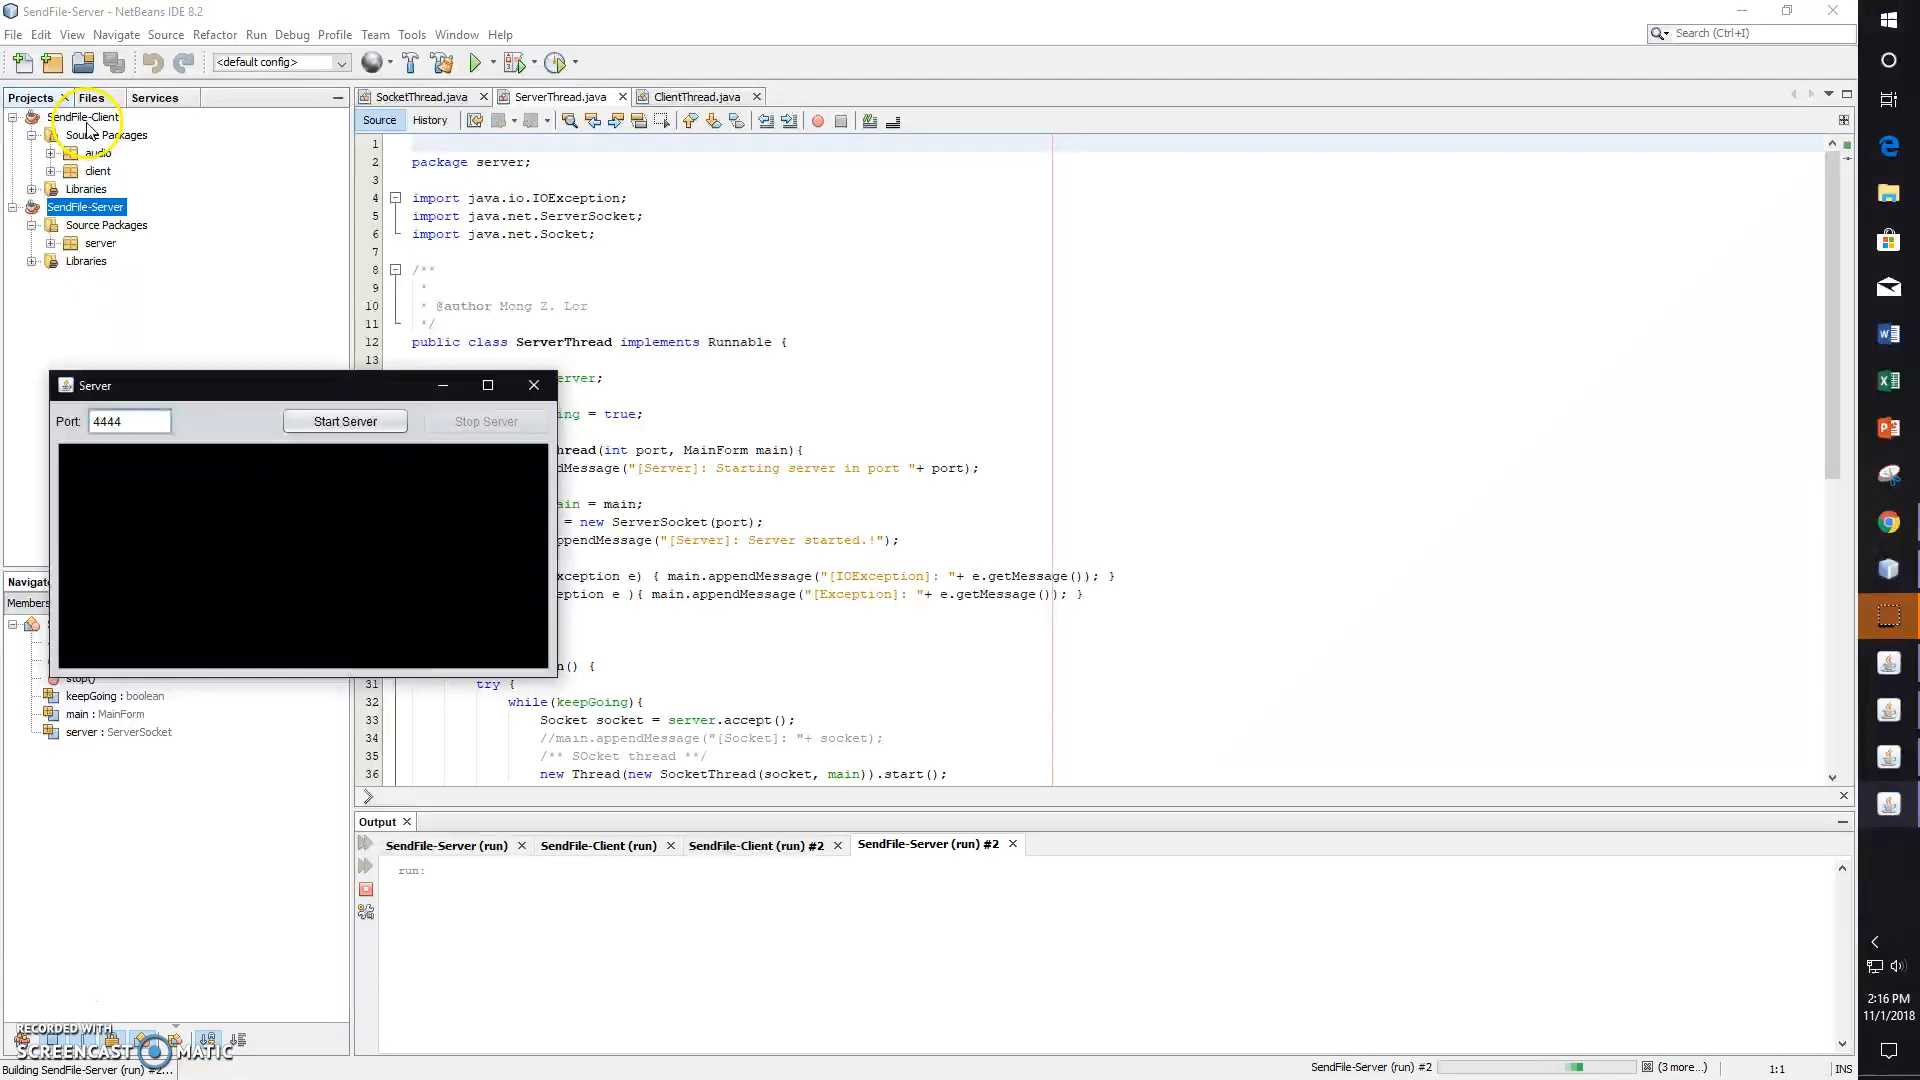 SendFile-Server - NetBeans IDE 8.2
File Edit View Navigate Source Refactor Run Debug Profile Team Tools Window Help
Search (Ctrl+I)
<default config>
Projects Files Services
SendFile-Client
Source Packages
audio
client
Libraries
SendFile-Server
Source Packages
server
Libraries
SocketThread.java ServerThread.java ClientThread.java
Source History
1
2 package server;
3
4 import java.io.IOException;
5 import java.net.ServerSocket;
6 import java.net.Socket;
7
8 /**
9 *
10 * @author Mong Z. Lor
11 */
12 public class ServerThread implements Runnable {
13
erver;
ing = true;
hread(int port, MainForm main){
dMessage("[Server]: Starting server in port "+ port);
ain = main;
= new ServerSocket(port);
ppendMessage("[Server]: Server started.!");
xception e) { main.appendMessage("[IOException]: "+ e.getMessage()); }
eption e ){ main.appendMessage("[Exception]: "+ e.getMessage()); }
n() {
31 try {
32 while(keepGoing){
33 Socket socket = server.accept();
34 //main.appendMessage("[Socket]: "+ socket);
35 /** SOcket thread **/
36 new Thread(new SocketThread(socket, main)).start();
Server
Port: 4444 Start Server Stop Server
Navigat
Members
stop()
keepGoing : boolean
main : MainForm
server : ServerSocket
Output
SendFile-Server (run) SendFile-Client (run) SendFile-Client (run) #2 SendFile-Server (run) #2
run:
RECORDED WITH
SCREENCAST MATIC
Building SendFile-Server (run) #2...
SendFile-Server (run) #2 (3 more...) 1:1 INS
2:16 PM
11/1/2018